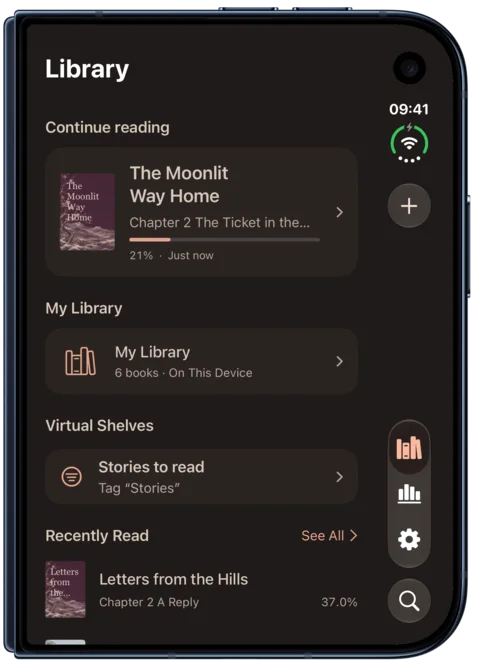 Library
09:41
Continue reading
The Moonlit
Way Home
The
Moonlit
Way
Home
Chapter 2 The Ticket in the...
21% · Just now
My Library
My Library
6 books · On This Device
Virtual Shelves
Stories to read
Tag “Stories”
Recently Read
See All
Letters
from
the...
Letters from the Hills
Chapter 2 A Reply
37.0%